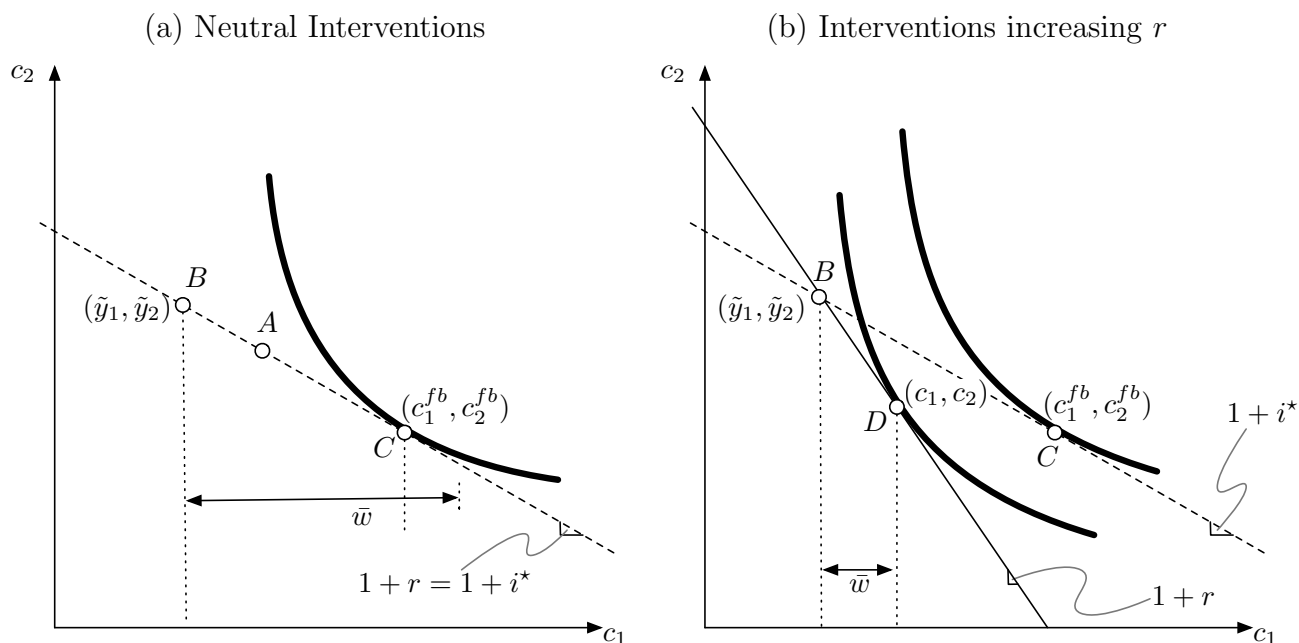 (a) Neutral Interventions
c₂
B
(ỹ₁, ỹ₂)
A
(c₁^{fb}, c₂^{fb})
C
w̄
1 + r = 1 + i⋆
c₁
(b) Interventions increasing r
c₂
B
(ỹ₁, ỹ₂)
(c₁, c₂)
D
(c₁^{fb}, c₂^{fb})
C
1 + i⋆
w̄
1 + r
c₁